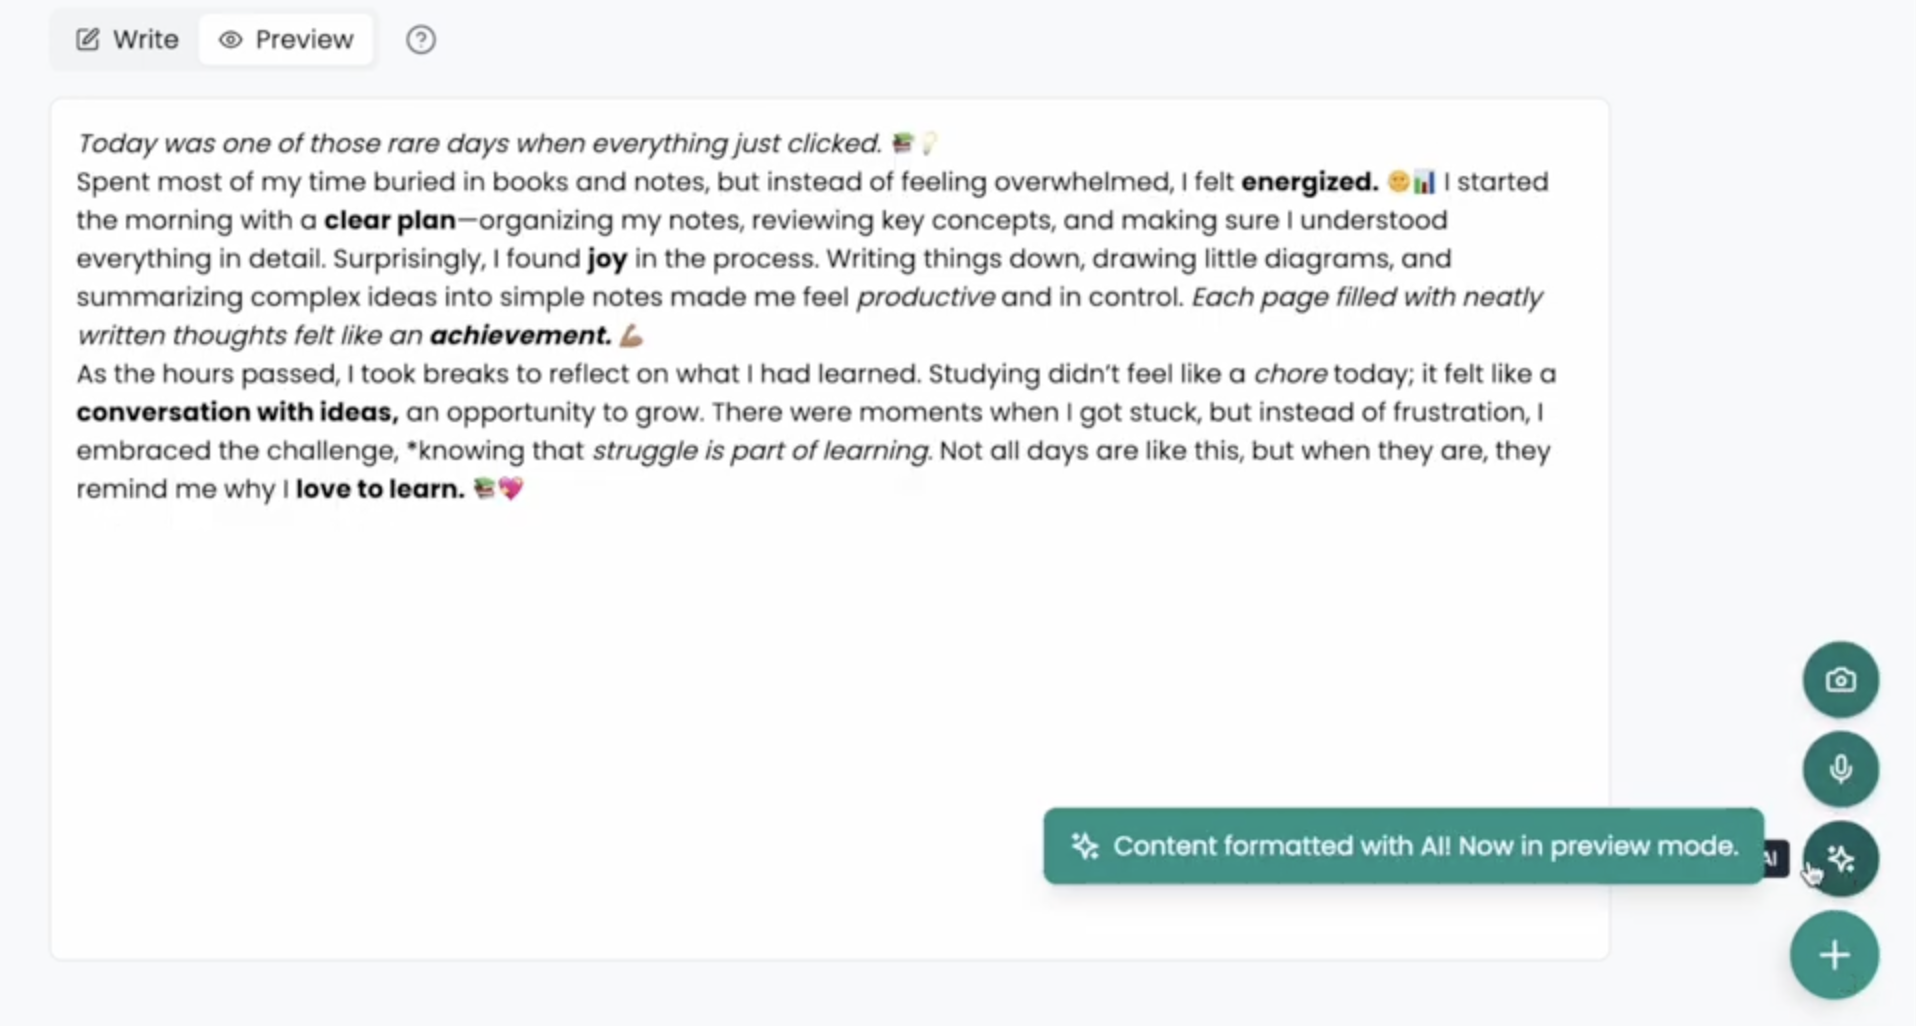 Write Preview ?
Today was one of those rare days when everything just clicked. 📚💡
Spent most of my time buried in books and notes, but instead of feeling overwhelmed, I felt energized. 😊📊 I started
the morning with a clear plan—organizing my notes, reviewing key concepts, and making sure I understood
everything in detail. Surprisingly, I found joy in the process. Writing things down, drawing little diagrams, and
summarizing complex ideas into simple notes made me feel productive and in control. Each page filled with neatly
written thoughts felt like an achievement. 💪🏽
As the hours passed, I took breaks to reflect on what I had learned. Studying didn't feel like a chore today; it felt like a
conversation with ideas, an opportunity to grow. There were moments when I got stuck, but instead of frustration, I
embraced the challenge, *knowing that struggle is part of learning. Not all days are like this, but when they are, they
remind me why I love to learn. 📚💖
Content formatted with AI! Now in preview mode.
AI